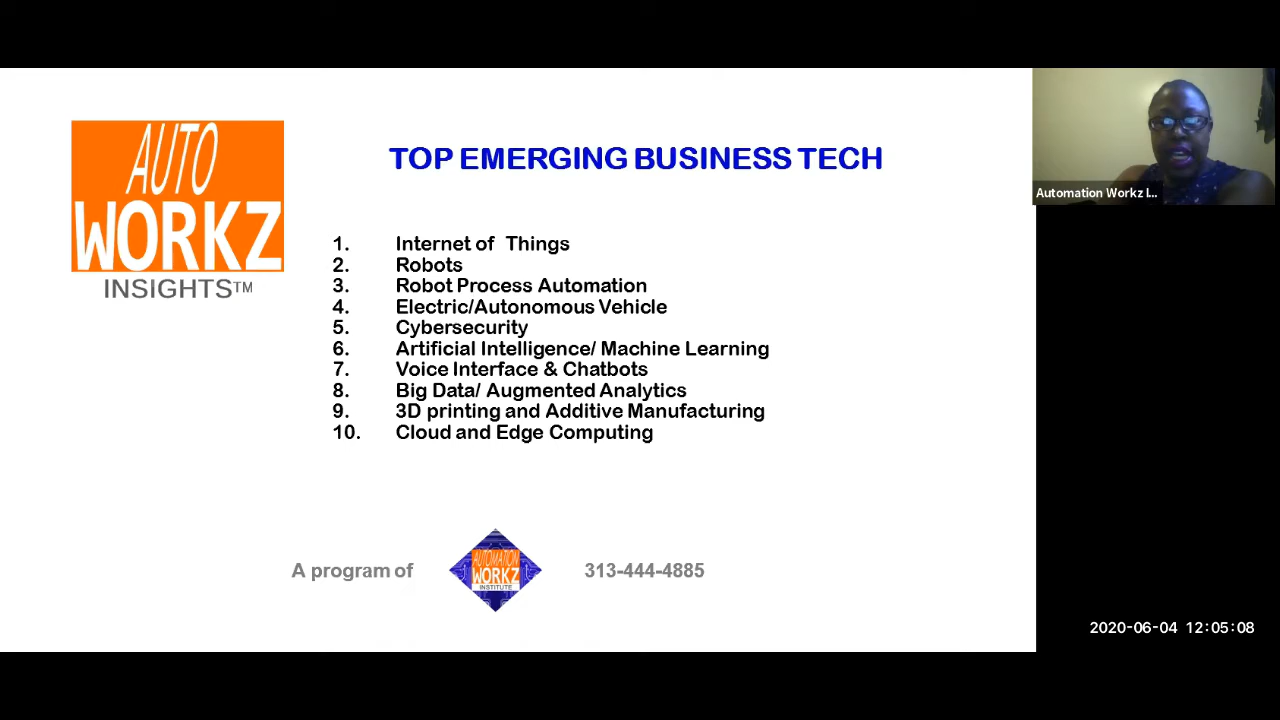 AUTO
WORKZ
INSIGHTS™
TOP EMERGING BUSINESS TECH
1. Internet of Things
2. Robots
3. Robot Process Automation
4. Electric/Autonomous Vehicle
5. Cybersecurity
6. Artificial Intelligence/ Machine Learning
7. Voice Interface & Chatbots
8. Big Data/ Augmented Analytics
9. 3D printing and Additive Manufacturing
10. Cloud and Edge Computing
A program of
AUTOMATION
WORKZ
INSTITUTE
313-444-4885
Automation Workz I...
2020-06-04 12:05:08